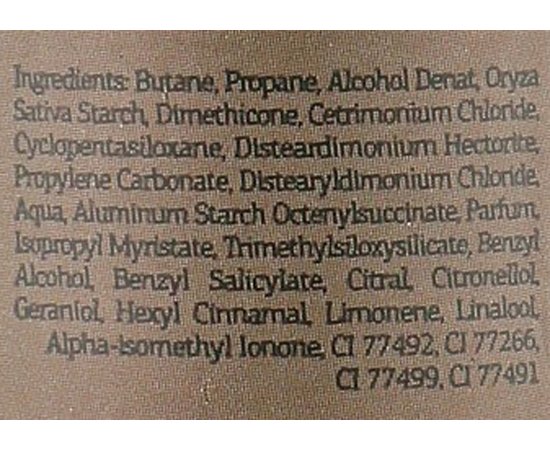 Ingredients: Butane, Propane, Alcohol Denat, Oryza
Sativa Starch, Dimethicone, Cetrimonium Chloride,
Cyclopentasiloxane, Disteardimonium Hectorite,
Propylene Carbonate, Distearyldimonium Chloride,
Aqua, Aluminum Starch Octenylsuccinate, Parfum,
Isopropyl Myristate, Trimethylsiloxysilicate, Benzyl
Alcohol, Benzyl Salicylate, Citral, Citronellol,
Geraniol, Hexyl Cinnamal, Limonene, Linalool,
Alpha-isomethyl Ionone, CI 77492, CI 77266,
CI 77499, CI 77491